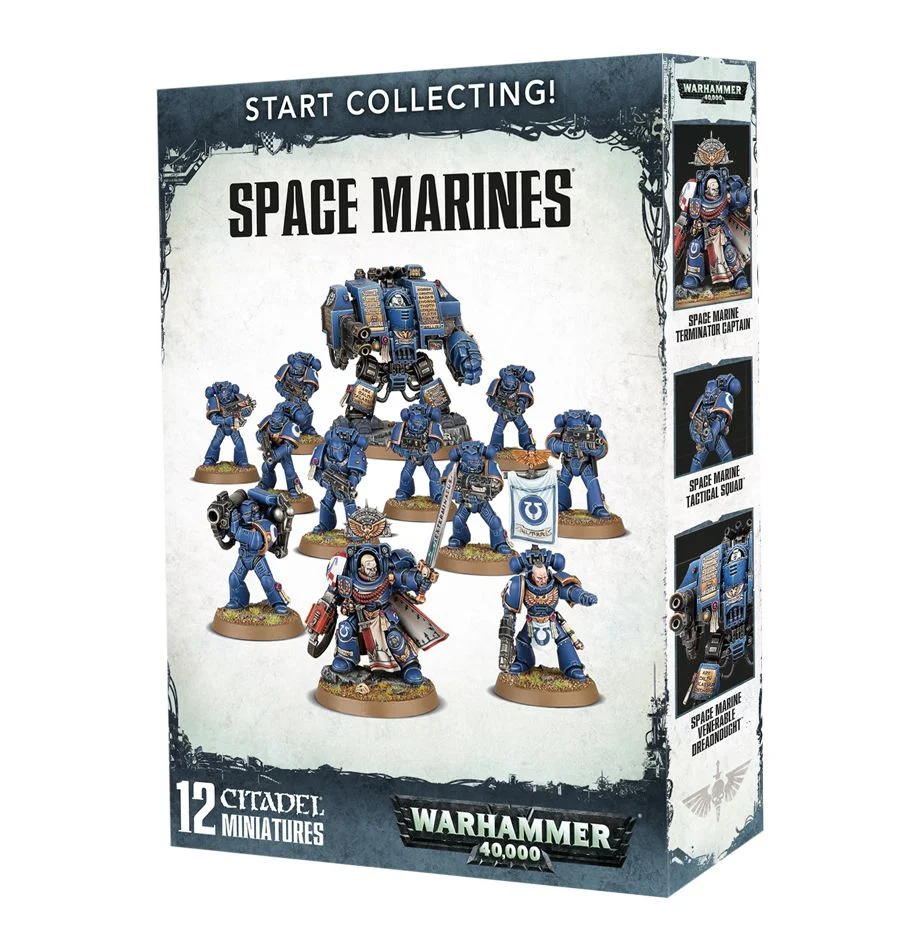 START COLLECTING!
SPACE MARINES
12 CITADEL
MINIATURES
WARHAMMER
40,000
WARHAMMER
40,000
SPACE MARINE
TERMINATOR CAPTAIN
SPACE MARINE
TACTICAL SQUAD
SPACE MARINE
VENERABLE
DREADNOUGHT